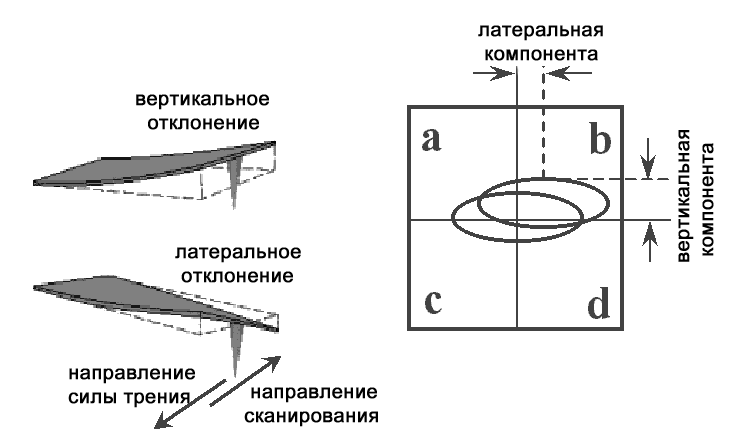 вертикальное
отклонение
латеральное
отклонение
направление
силы трения
направление
сканирования
латеральная
компонента
a
b
c
d
вертикальная
компонента